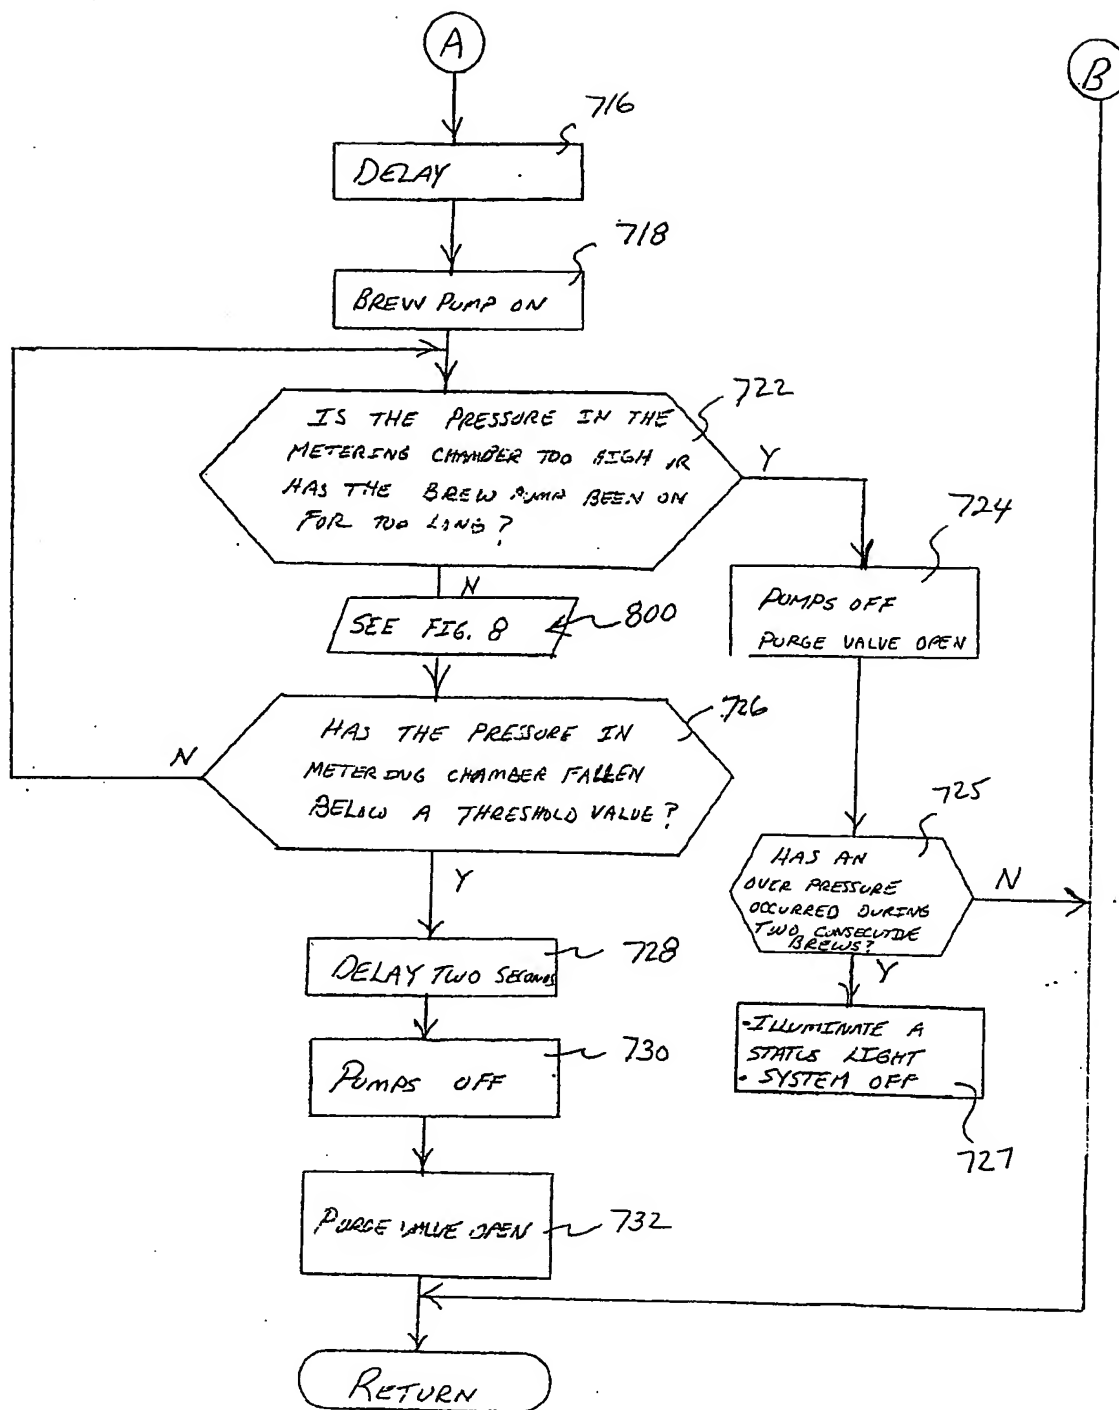 A
B
716
DELAY
718
BREW PUMP ON
722
IS THE PRESSURE IN THE
METERING CHAMBER TOO HIGH OR
HAS THE BREW PUMP BEEN ON
FOR TOO LONG?
Y
N
724
PUMPS OFF
PURGE VALVE OPEN
SEE FIG. 8
800
726
HAS THE PRESSURE IN
METERING CHAMBER FALLEN
BELOW A THRESHOLD VALUE?
N
Y
725
HAS AN
OVER PRESSURE
OCCURRED DURING
TWO CONSECUTIVE
BREWS?
N
Y
728
DELAY TWO SECONDS
-ILLUMINATE A
STATUS LIGHT
• SYSTEM OFF
727
730
PUMPS OFF
PURGE VALVE OPEN
732
RETURN